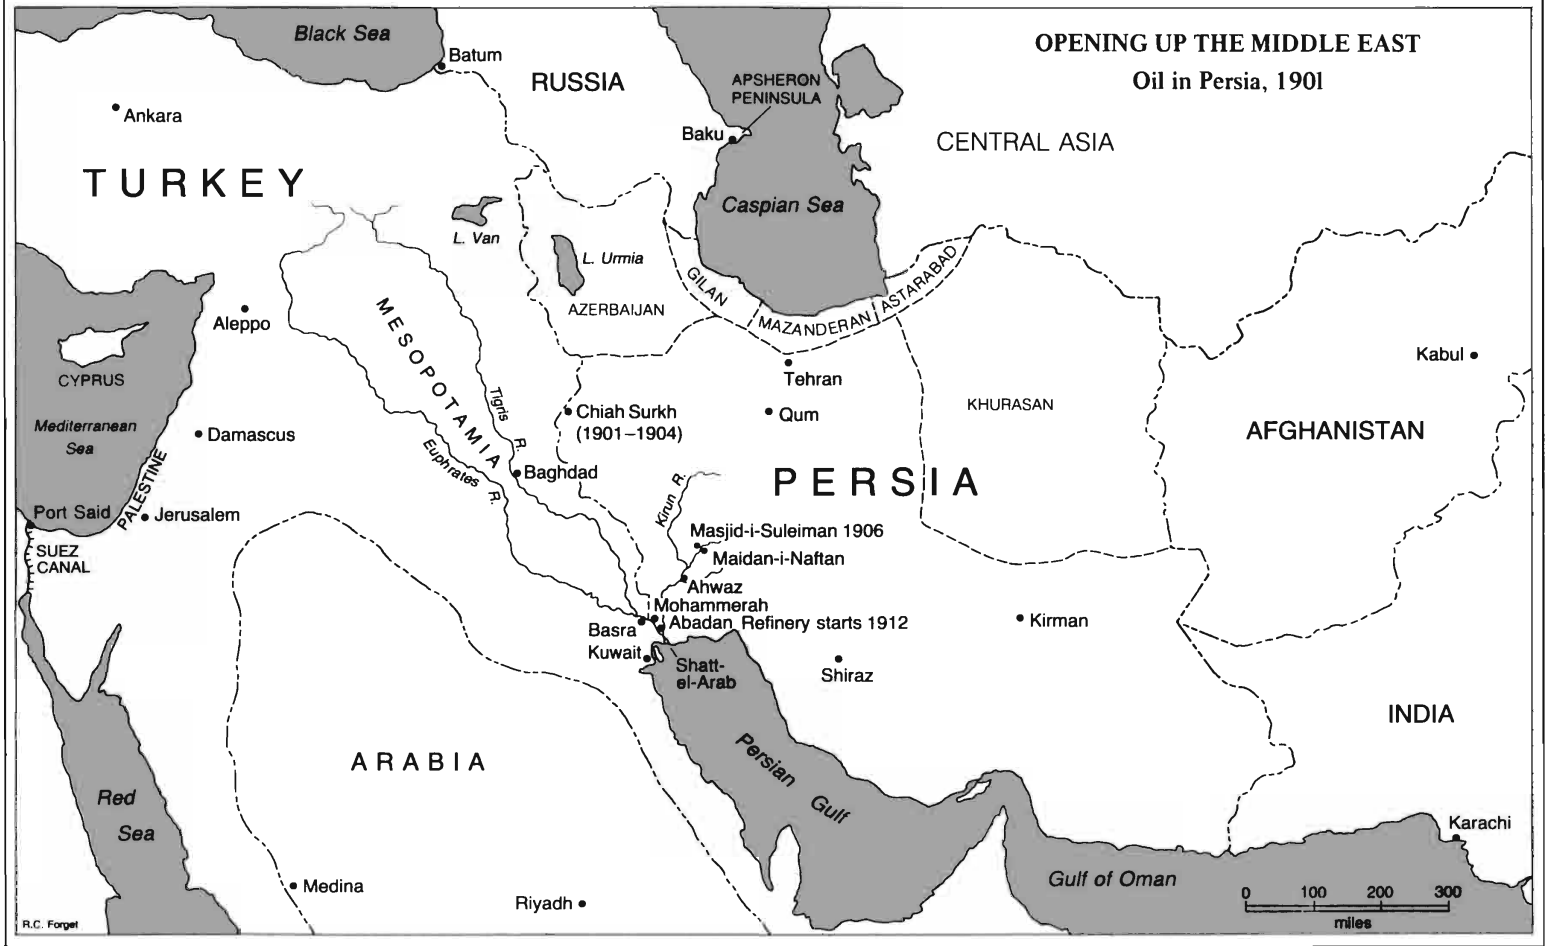 OPENING UP THE MIDDLE EAST
Oil in Persia, 1901
Black Sea
Batum
RUSSIA
APSHERON
PENINSULA
Baku
Ankara
CENTRAL ASIA
TURKEY
Caspian Sea
L. Van
L. Urmia
GILAN
ASTARABAD
AZERBAIJAN
MAZANDERAN
MESOPOTAMIA
Aleppo
CYPRUS
Kabul
Tehran
Tigris R.
Chiah Surkh
(1901–1904)
Qum
KHURASAN
Mediterranean
Sea
Damascus
AFGHANISTAN
Euphrates R.
Baghdad
PERSIA
PALESTINE
Port Said
Jerusalem
Kirun R.
Masjid-i-Suleiman 1906
SUEZ
CANAL
Maidan-i-Naftan
Ahwaz
Mohammerah
Basra
Abadan Refinery starts 1912
Kirman
Kuwait
Shatt-
el-Arab
Shiraz
INDIA
ARABIA
Persian Gulf
Red
Sea
Karachi
Medina
Gulf of Oman
Riyadh
0 100 200 300
miles
R.C. Forget